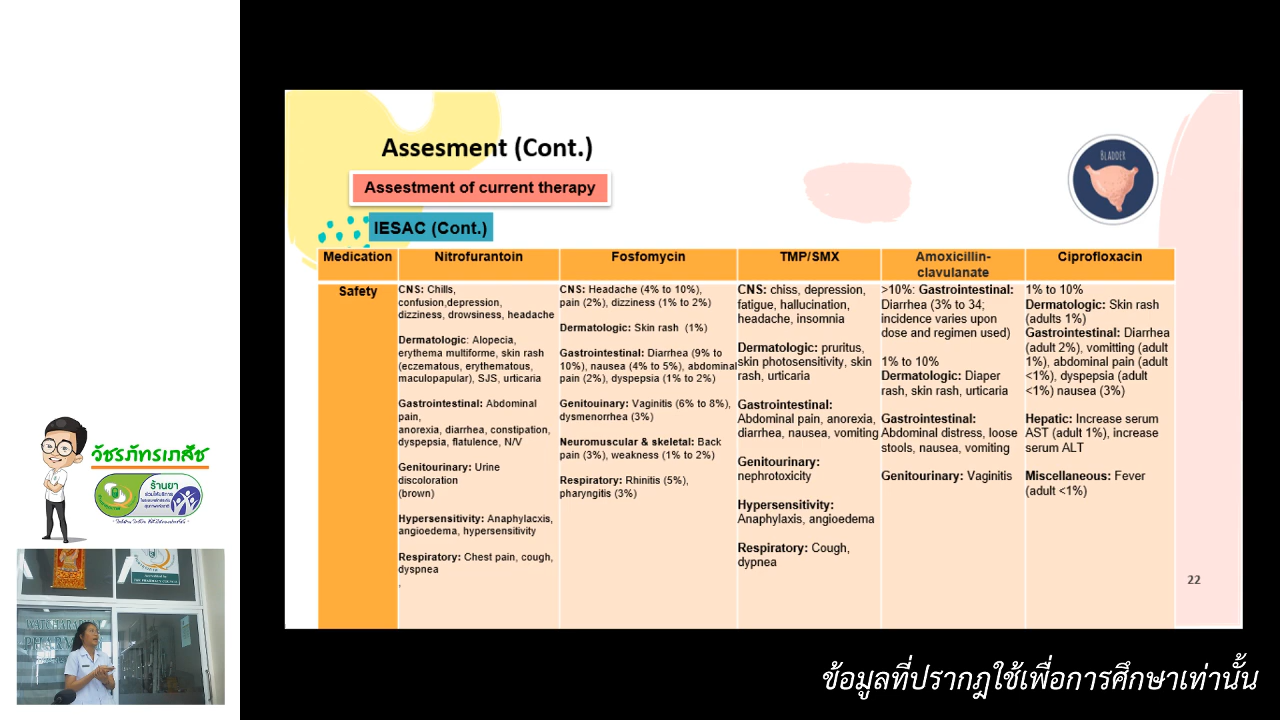 Assesment (Cont.)
BLADDER
Assestment of current therapy
IESAC (Cont.)
Medication
Nitrofurantoin
Fosfomycin
TMP/SMX
Amoxicillin-
clavulanate
Ciprofloxacin
Safety
CNS: Chills,
confusion,depression,
dizziness, drowsiness, headache
Dermatologic: Alopecia,
erythema multiforme, skin rash
(eczematous, erythematous,
maculopapular), SJS, urticaria
Gastrointestinal: Abdominal
pain,
anorexia, diarrhea, constipation,
dyspepsia, flatulence, N/V
Genitourinary: Urine
discoloration
(brown)
Hypersensitivity: Anaphylacxis,
angioedema, hypersensitivity
Respiratory: Chest pain, cough,
dyspnea
,
CNS: Headache (4% to 10%),
pain (2%), dizziness (1% to 2%)
Dermatologic: Skin rash (1%)
Gastrointestinal: Diarrhea (9% to
10%), nausea (4% to 5%), abdominal
pain (2%), dyspepsia (1% to 2%)
Genitouinary: Vaginitis (6% to 8%),
dysmenorrhea (3%)
Neuromuscular & skeletal: Back
pain (3%), weakness (1% to 2%)
Respiratory: Rhinitis (5%),
pharyngitis (3%)
CNS: chiss, depression,
fatigue, hallucination,
headache, insomnia
Dermatologic: pruritus,
skin photosensitivity, skin
rash, urticaria
Gastrointestinal:
Abdominal pain, anorexia,
diarrhea, nausea, vomiting
Genitourinary:
nephrotoxicity
Hypersensitivity:
Anaphylaxis, angioedema
Respiratory: Cough,
dypnea
>10%: Gastrointestinal:
Diarrhea (3% to 34;
incidence varies upon
dose and regimen used)
1% to 10%
Dermatologic: Diaper
rash, skin rash, urticaria
Gastrointestinal:
Abdominal distress, loose
stools, nausea, vomiting
Genitourinary: Vaginitis
1% to 10%
Dermatologic: Skin rash
(adults 1%)
Gastrointestinal: Diarrhea
(adult 2%), vomitting (adult
1%), abdominal pain (adult
<1%), dyspepsia (adult
<1%) nausea (3%)
Hepatic: Increase serum
AST (adult 1%), increase
serum ALT
Miscellaneous: Fever
(adult <1%)
22
วัชรภัทรเภสัช
ร้านยา
ข้อมูลที่ปรากฎใช้เพื่อการศึกษาเท่านั้น